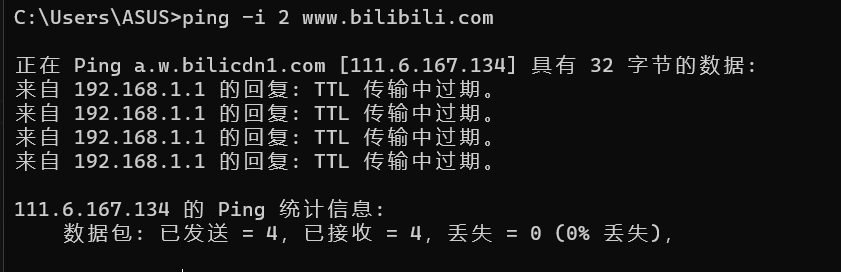 C:\Users\ASUS>ping -i 2 www.bilibili.com
正在 Ping a.w.bilicdn1.com [111.6.167.134] 具有 32 字节的数据:
来自 192.168.1.1 的回复: TTL 传输中过期。
来自 192.168.1.1 的回复: TTL 传输中过期。
来自 192.168.1.1 的回复: TTL 传输中过期。
来自 192.168.1.1 的回复: TTL 传输中过期。
111.6.167.134 的 Ping 统计信息:
数据包: 已发送 = 4，已接收 = 4，丢失 = 0 (0% 丢失)，